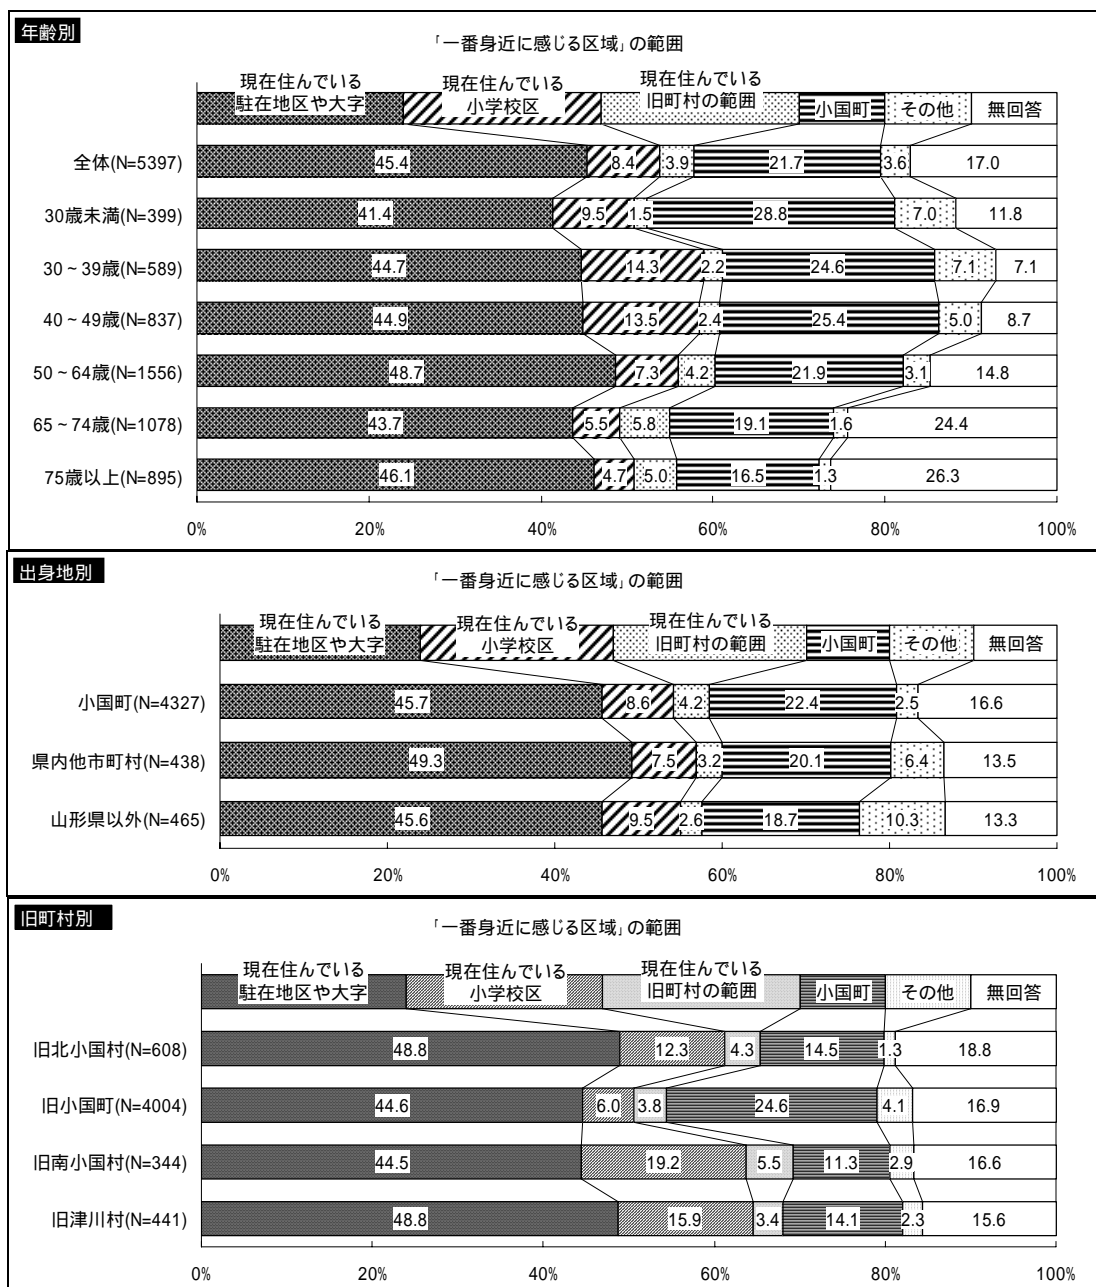 年齢別
「一番身近に感じる区域」の範囲
現在住んでいる 現在住んでいる 現在住んでいる
駐在地区や大字 小学校区 旧町村の範囲 小国町 その他 無回答
全体(N=5397) 45.4 8.4 3.9 21.7 3.6 17.0
30歳未満(N=399) 41.4 9.5 1.5 28.8 7.0 11.8
30~39歳(N=589) 44.7 14.3 2.2 24.6 7.1 7.1
40~49歳(N=837) 44.9 13.5 2.4 25.4 5.0 8.7
50~64歳(N=1556) 48.7 7.3 4.2 21.9 3.1 14.8
65~74歳(N=1078) 43.7 5.5 5.8 19.1 1.6 24.4
75歳以上(N=895) 46.1 4.7 5.0 16.5 1.3 26.3
0% 20% 40% 60% 80% 100%
出身地別
「一番身近に感じる区域」の範囲
現在住んでいる 現在住んでいる 現在住んでいる
駐在地区や大字 小学校区 旧町村の範囲 小国町 その他 無回答
小国町(N=4327) 45.7 8.6 4.2 22.4 2.5 16.6
県内他市町村(N=438) 49.3 7.5 3.2 20.1 6.4 13.5
山形県以外(N=465) 45.6 9.5 2.6 18.7 10.3 13.3
0% 20% 40% 60% 80% 100%
旧町村別
「一番身近に感じる区域」の範囲
現在住んでいる 現在住んでいる 現在住んでいる
駐在地区や大字 小学校区 旧町村の範囲 小国町 その他 無回答
旧北小国村(N=608) 48.8 12.3 4.3 14.5 1.3 18.8
旧小国町(N=4004) 44.6 6.0 3.8 24.6 4.1 16.9
旧南小国村(N=344) 44.5 19.2 5.5 11.3 2.9 16.6
旧津川村(N=441) 48.8 15.9 3.4 14.1 2.3 15.6
0% 20% 40% 60% 80% 100%